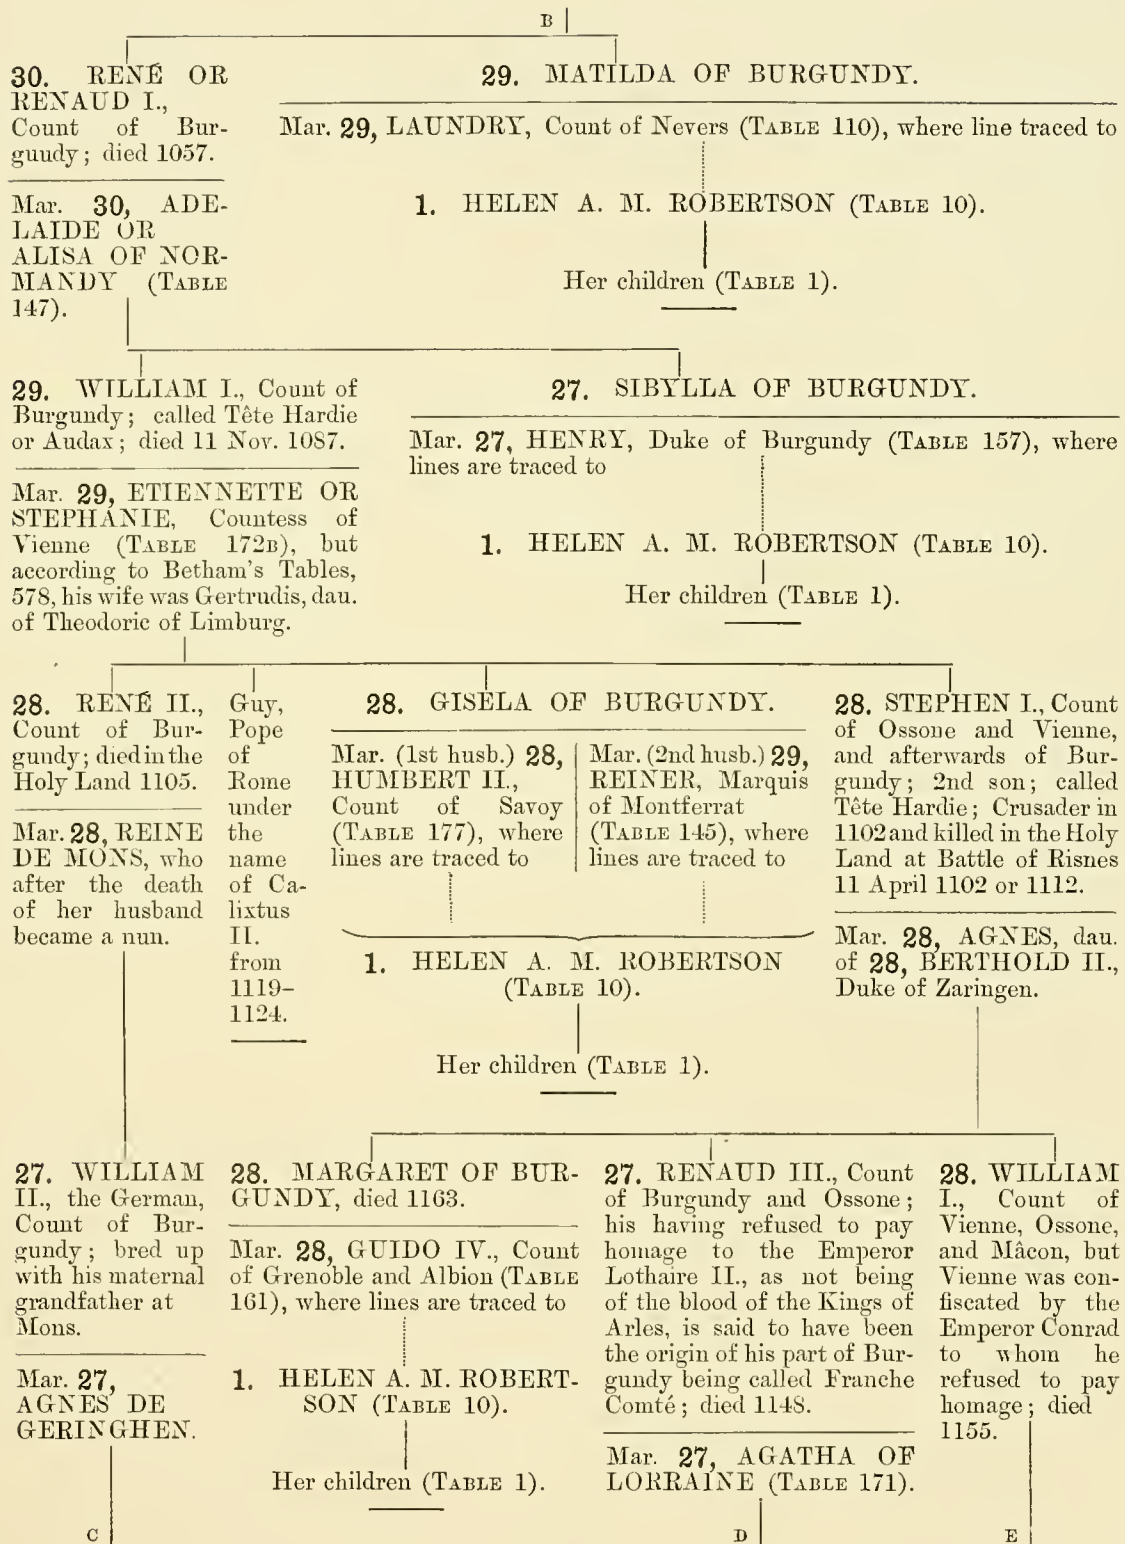 B
30. RENÉ OR
RENAUD I.,
Count of Bur-
guudy; died 1057.
Mar. 30, ADE-
LAIDE OR
ALISA OF NOR-
MANDY (TABLE
147).
29. MATILDA OF BURGUNDY.
Mar. 29, LAUNDRY, Count of Nevers (TABLE 110), where line traced to
1. HELEN A. M. ROBERTSON (TABLE 10).
Her children (TABLE 1).
29. WILLIAM I., Count of
Burgundy; called Tête Hardie
or Audax; died 11 Nov. 1087.
Mar. 29, ETIENNETTE OR
STEPHANIE, Countess of
Vienne (TABLE 172B), but
according to Betham's Tables,
578, his wife was Gertrudis, dau.
of Theodoric of Limburg.
27. SIBYLLA OF BURGUNDY.
Mar. 27, HENRY, Duke of Burgundy (TABLE 157), where
lines are traced to
1. HELEN A. M. ROBERTSON (TABLE 10).
Her children (TABLE 1).
28. RENÉ II.,
Count of Bur-
gundy; died in the
Holy Land 1105.
Mar. 28, REINE
DE MONS, who
after the death
of her husband
became a nun.
Guy,
Pope
of
Rome
under
the
name
of Ca-
lixtus
II.
from
1119–
1124.
28. GISELA OF BURGUNDY.
Mar. (1st husb.) 28,
HUMBERT II.,
Count of Savoy
(TABLE 177), where
lines are traced to
Mar. (2nd husb.) 29,
REINER, Marquis
of Montferrat
(TABLE 145), where
lines are traced to
1. HELEN A. M. ROBERTSON
(TABLE 10).
Her children (TABLE 1).
28. STEPHEN I., Count
of Ossone and Vienne,
and afterwards of Bur-
gundy; 2nd son; called
Tête Hardie; Crusader in
1102 and killed in the Holy
Land at Battle of Risnes
11 April 1102 or 1112.
Mar. 28, AGNES, dau.
of 28, BERTHOLD II.,
Duke of Zaringen.
27. WILLIAM
II., the German,
Count of Bur-
gundy; bred up
with his maternal
grandfather at
Mons.
Mar. 27,
AGNES DE
GERINGHEN.
C
28. MARGARET OF BUR-
GUNDY, died 1163.
Mar. 28, GUIDO IV., Count
of Grenoble and Albion (TABLE
161), where lines are traced to
1. HELEN A. M. ROBERT-
SON (TABLE 10).
Her children (TABLE 1).
27. RENAUD III., Count
of Burgundy and Ossone;
his having refused to pay
homage to the Emperor
Lothaire II., as not being
of the blood of the Kings of
Arles, is said to have been
the origin of his part of Bur-
gundy being called Franche
Comté; died 1148.
Mar. 27, AGATHA OF
LORRAINE (TABLE 171).
D
28. WILLIAM
I., Count of
Vienne, Ossone,
and Mâcon, but
Vienne was con-
fiscated by the
Emperor Conrad
to whom he
refused to pay
homage; died
1155.
E